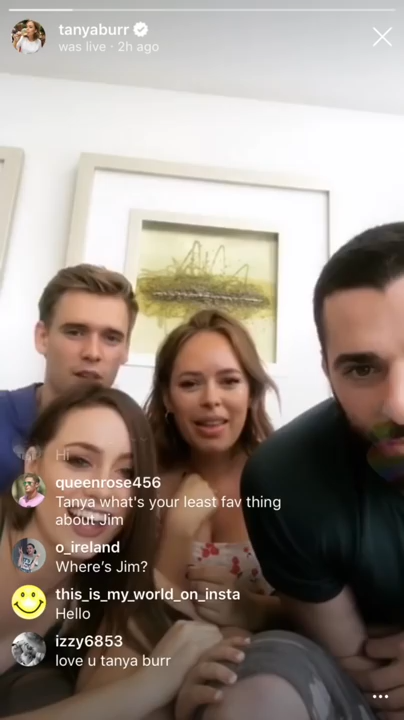 tanyaburr
was live · 2h ago
Hi
queenrose456
Tanya what's your least fav thing
about Jim
o_ireland
Where's Jim?
this_is_my_world_on_insta
Hello
izzy6853
love u tanya burr